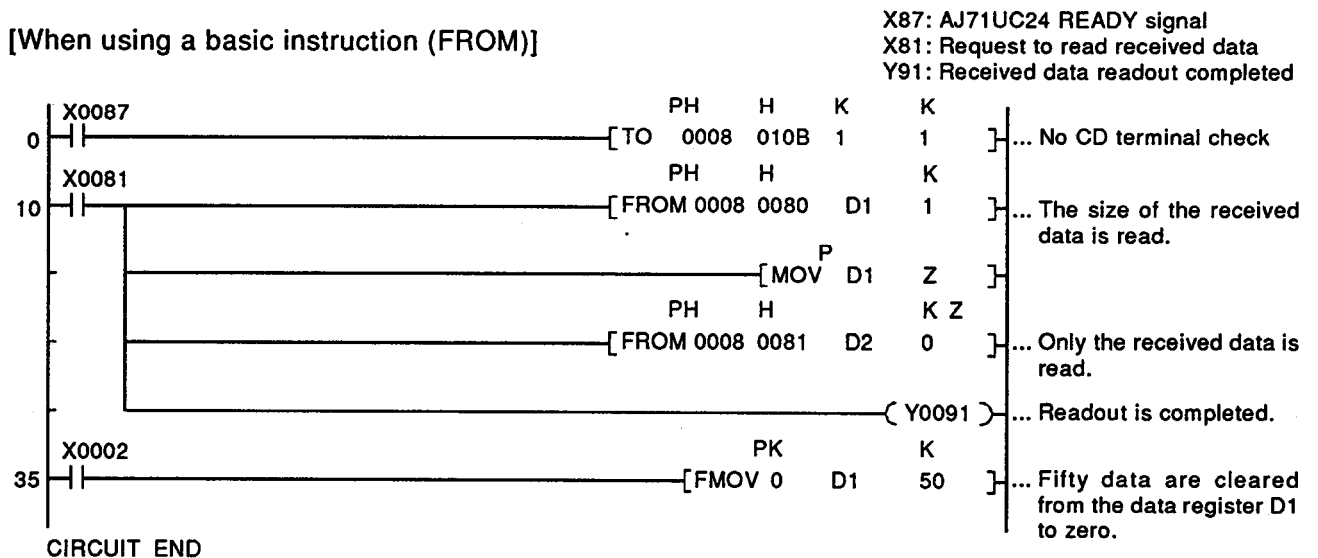 X87: AJ71UC24 READY signal
[When using a basic instruction (FROM)]
X81: Request to read received data
Y91: Received data readout completed
X0087
PH H K K
0 [TO 0008 010B 1 1 ] ... No CD terminal check
X0081
PH H K
10 [FROM 0008 0080 D1 1 ] ... The size of the received
data is read.
P
[MOV D1 Z ]
PH H K Z
[FROM 0008 0081 D2 0 ] ... Only the received data is
read.
( Y0091 ) ... Readout is completed.
X0002
PK K
35 [FMOV 0 D1 50 ] ... Fifty data are cleared
from the data register D1
to zero.
CIRCUIT END